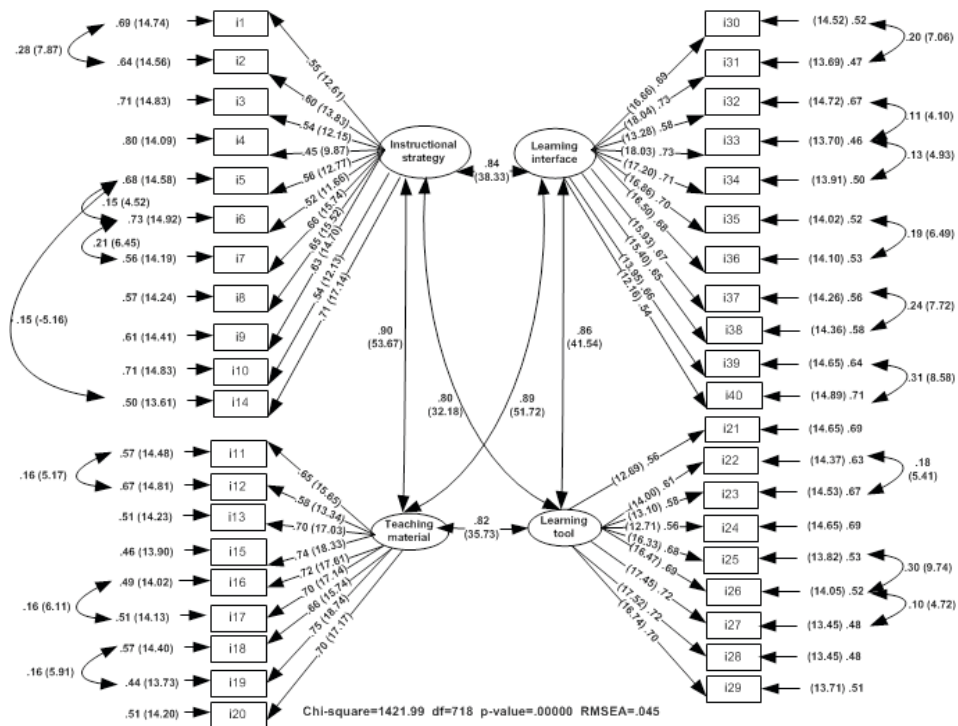 .69 (14.74)
i1
.28 (7.87)
.64 (14.56)
i2
.71 (14.83)
i3
.80 (14.09)
i4
.68 (14.58)
i5
.15 (4.52)
.73 (14.92)
i6
.21 (6.45)
.56 (14.19)
i7
.57 (14.24)
i8
.15 (-5.16)
.61 (14.41)
i9
.71 (14.83)
i10
.50 (13.61)
i14
.55 (12.61)
.60 (13.83)
.54 (12.15)
.45 (9.87)
.56 (12.77)
.52 (11.66)
.66 (15.74)
.65 (15.52)
.63 (14.70)
.54 (12.13)
.71 (17.14)
Instructional
strategy
.84
(38.33)
Learning
interface
(16.66) .69
(18.04) .73
(13.28) .58
(18.03) .73
(17.20) .71
(16.86) .70
(16.50) .68
(15.93) .67
(15.40) .65
(13.95) .66
(12.16) .54
i30
(14.52) .52
.20 (7.06)
i31
(13.69) .47
i32
(14.72) .67
.11 (4.10)
i33
(13.70) .46
.13 (4.93)
i34
(13.91) .50
i35
(14.02) .52
.19 (6.49)
i36
(14.10) .53
i37
(14.26) .56
.24 (7.72)
i38
(14.36) .58
i39
(14.65) .64
.31 (8.58)
i40
(14.89) .71
.90
(53.67)
.80
(32.18)
.89
(51.72)
.86
(41.54)
.57 (14.48)
i11
.16 (5.17)
.67 (14.81)
i12
.51 (14.23)
i13
.46 (13.90)
i15
.49 (14.02)
i16
.16 (6.11)
.51 (14.13)
i17
.57 (14.40)
i18
.16 (5.91)
.44 (13.73)
i19
.51 (14.20)
i20
.65 (15.65)
.58 (13.34)
.70 (17.03)
.74 (18.33)
.72 (17.61)
.70 (17.14)
.66 (15.74)
.75 (18.74)
.70 (17.17)
Teaching
material
.82
(35.73)
Learning
tool
(12.69) .56
(14.00) .61
(13.10) .58
(12.71) .56
(16.33) .68
(16.47) .69
(17.45) .72
(17.52) .72
(16.74) .70
i21
(14.65) .69
i22
(14.37) .63
.18
(5.41)
i23
(14.53) .67
i24
(14.65) .69
i25
(13.82) .53
.30 (9.74)
i26
(14.05) .52
.10 (4.72)
i27
(13.45) .48
i28
(13.45) .48
i29
(13.71) .51
Chi-square=1421.99 df=718 p-value=.00000 RMSEA=.045